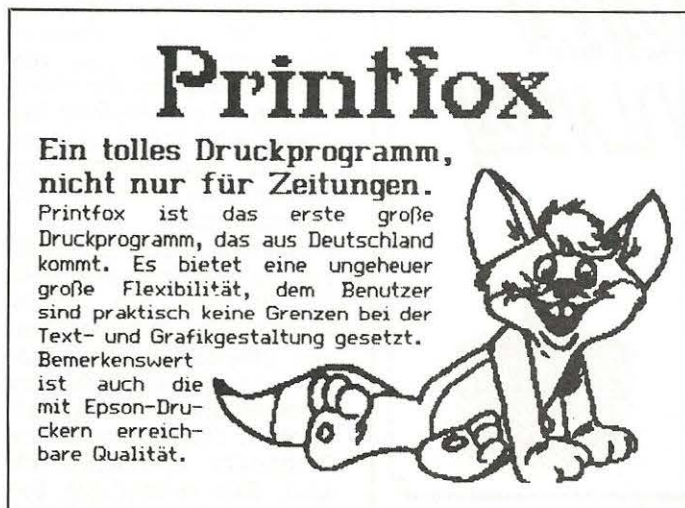 Printfox
Ein tolles Druckprogramm,
nicht nur für Zeitungen.
Printfox ist das erste große
Druckprogramm, das aus Deutschland
kommt. Es bietet eine ungeheuer
große Flexibilität, dem Benutzer
sind praktisch keine Grenzen bei der
Text- und Grafikgestaltung gesetzt.
Bemerkenswert
ist auch die
mit Epson-Dru-
ckern erreich-
bare Qualität.